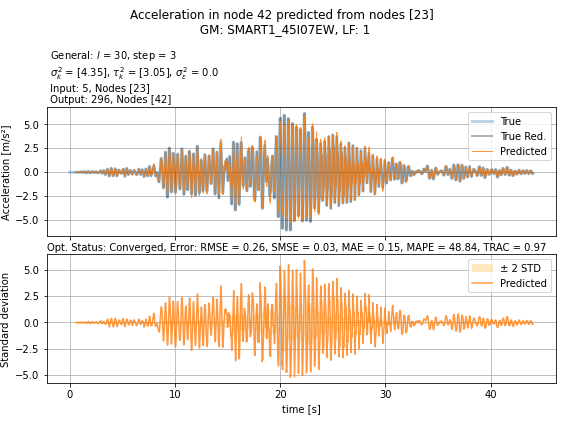 Acceleration in node 42 predicted from nodes [23]
GM: SMART1_45I07EW, LF: 1
General: l = 30, step = 3
σ²ₖ = [4.35], τ²ₖ = [3.05], σ²ε = 0.0
Input: 5, Nodes [23]
Output: 296, Nodes [42]
Acceleration [m/s²]
5.0
2.5
0.0
−2.5
−5.0
True
True Red.
Predicted
Opt. Status: Converged, Error: RMSE = 0.26, SMSE = 0.03, MAE = 0.15, MAPE = 48.84, TRAC = 0.97
Standard deviation
5.0
2.5
0.0
−2.5
−5.0
± 2 STD
Predicted
0 10 20 30 40
time [s]